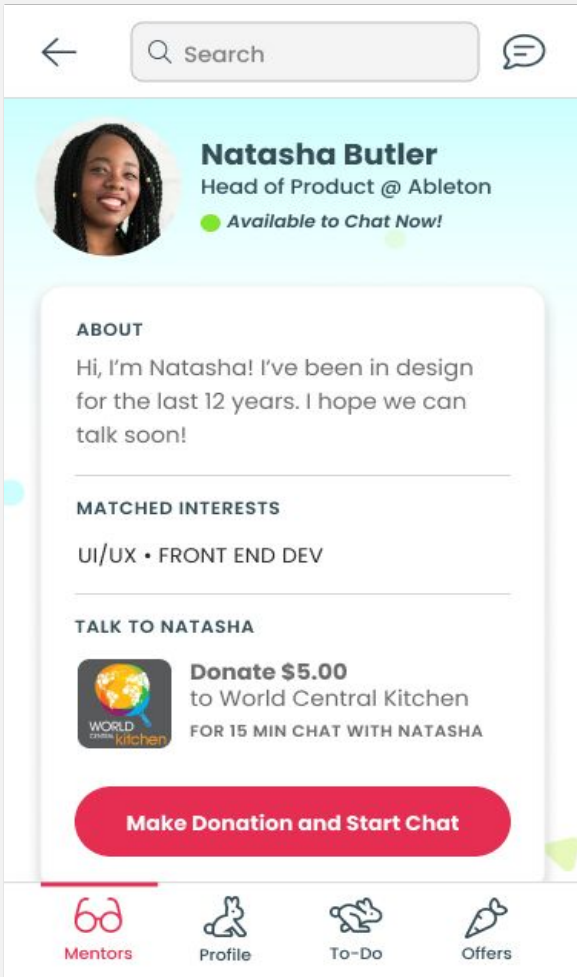 Search
Natasha Butler
Head of Product @ Ableton
Available to Chat Now!
ABOUT
Hi, I'm Natasha! I've been in design
for the last 12 years. I hope we can
talk soon!
MATCHED INTERESTS
UI/UX • FRONT END DEV
TALK TO NATASHA
WORLD
CENTRAL kitchen
Donate $5.00
to World Central Kitchen
FOR 15 MIN CHAT WITH NATASHA
Make Donation and Start Chat
Mentors
Profile
To-Do
Offers